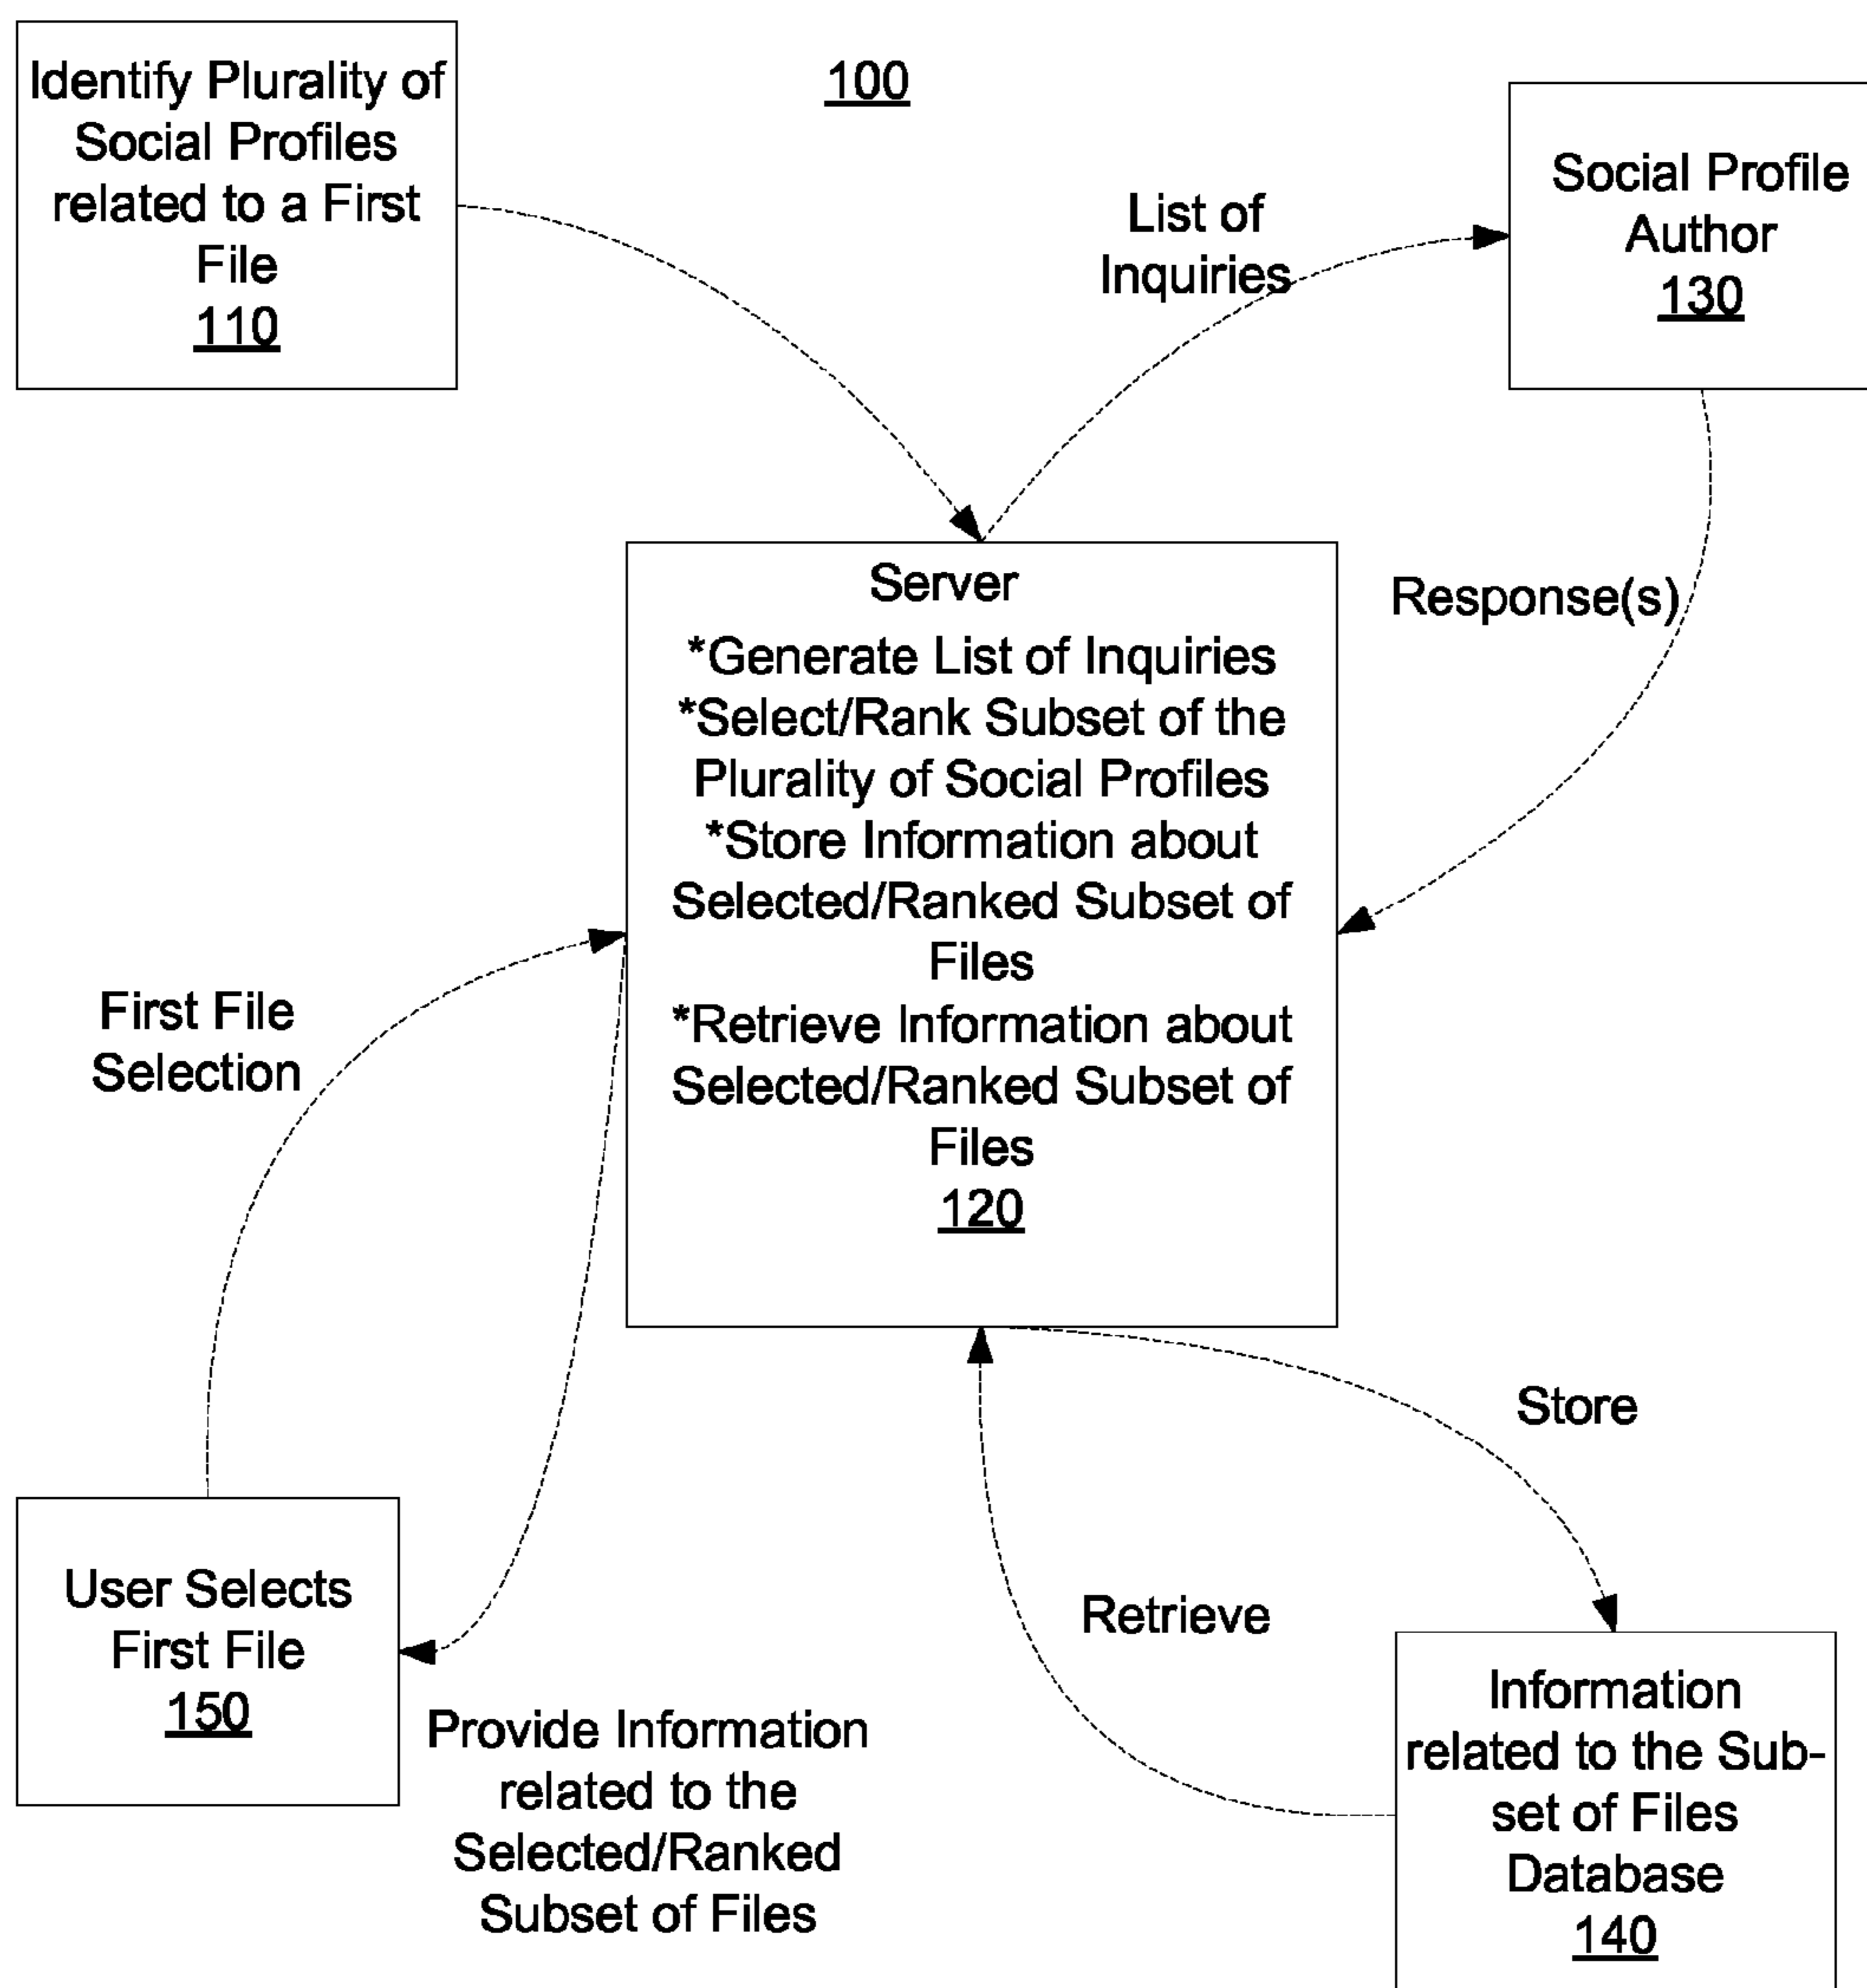 Identify Plurality of
Social Profiles
related to a First
File
110
100
List of
Inquiries
Social Profile
Author
130
Response(s)
Server
*Generate List of Inquiries
*Select/Rank Subset of the
Plurality of Social Profiles
*Store Information about
Selected/Ranked Subset of
Files
*Retrieve Information about
Selected/Ranked Subset of
Files
120
First File
Selection
User Selects
First File
150
Provide Information
related to the
Selected/Ranked
Subset of Files
Store
Retrieve
Information
related to the Sub-
set of Files
Database
140